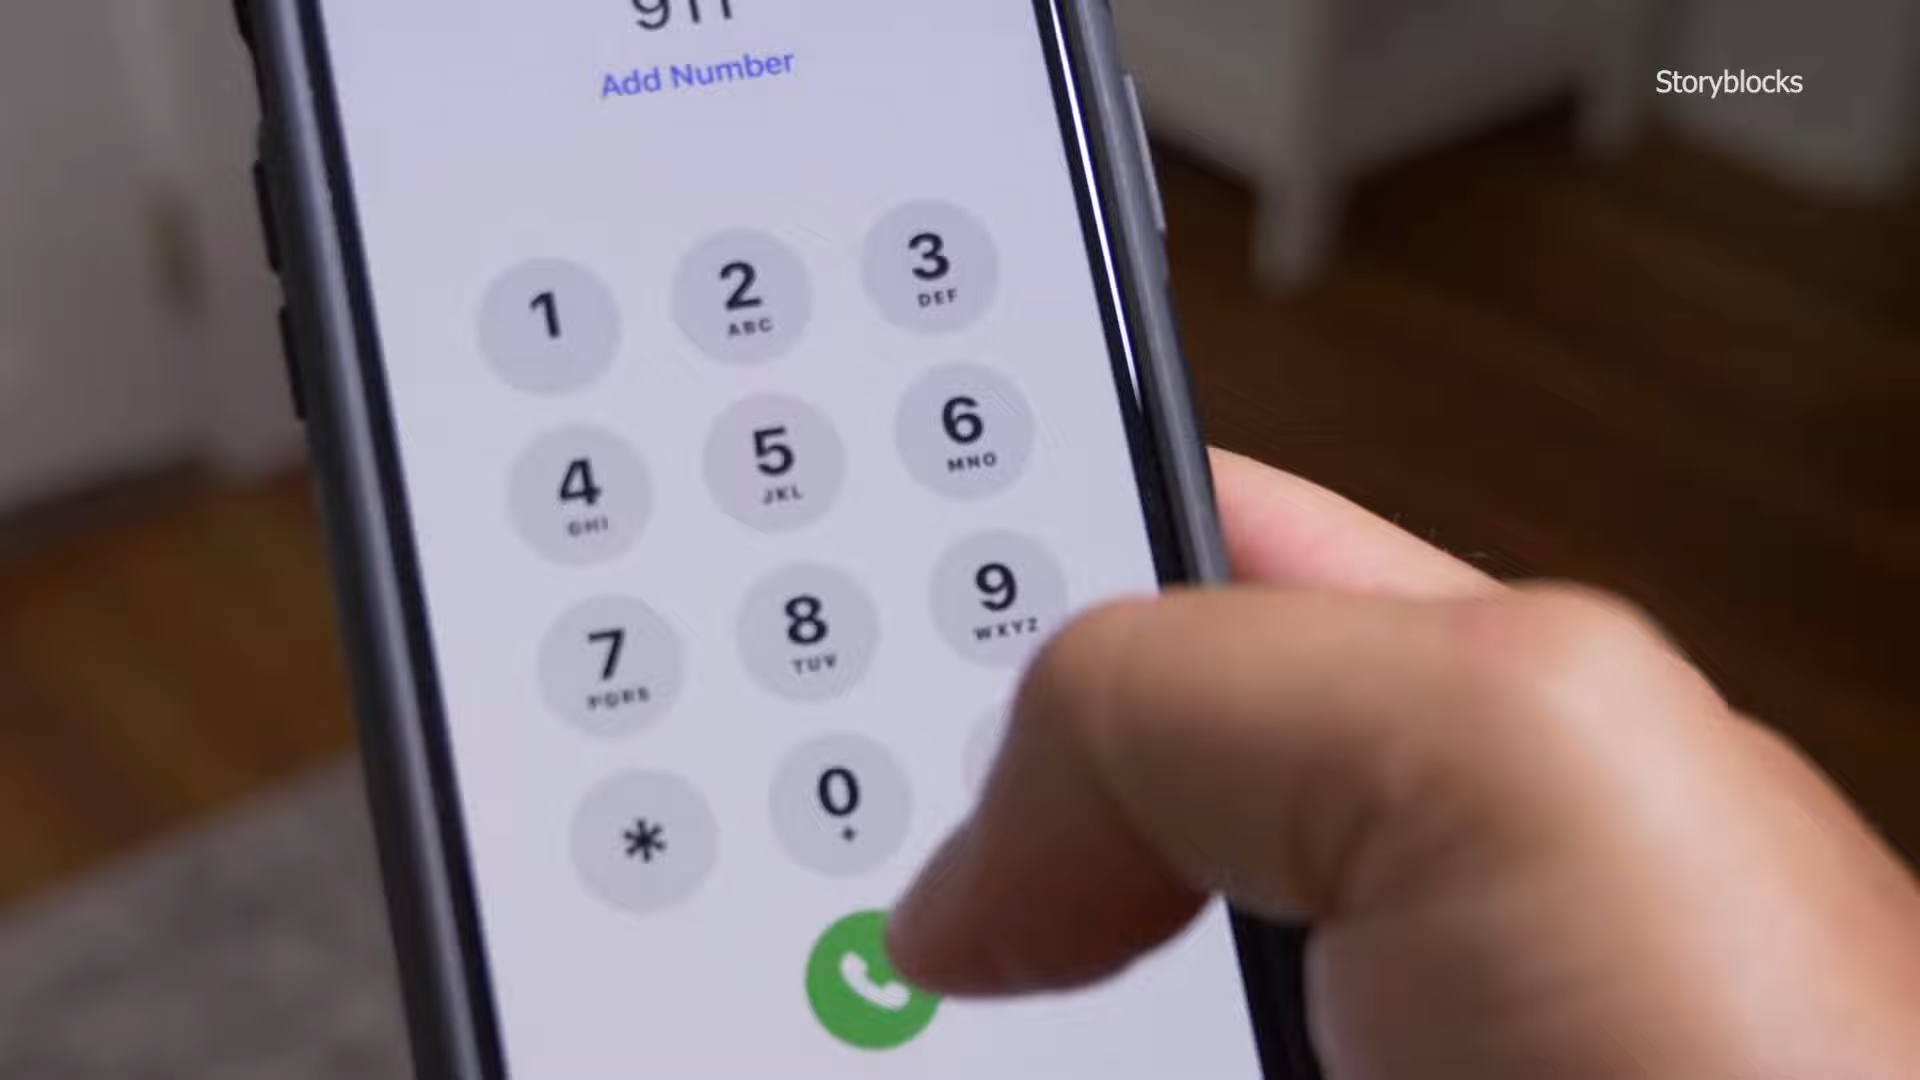 911
Storyblocks
Add Number
1
2
ABC
3
DEF
4
GHI
5
JKL
6
MNO
7
PQRS
8
TUV
9
WXYZ
*
0
+